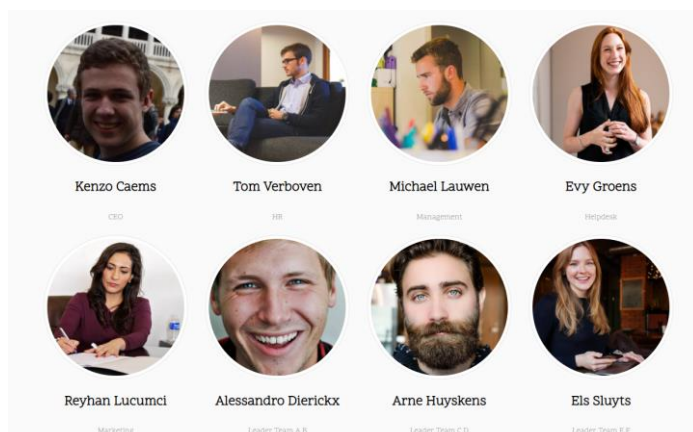 Kenzo Caems
Tom Verboven
Michael Lauwen
Evy Groens
CEO
HR
Management
Helpdesk
Reyhan Lucumci
Alessandro Dierickx
Arne Huyskens
Els Sluyts
Marketing
Leader Team A,B
Leader Team C,D
Leader Team E,F